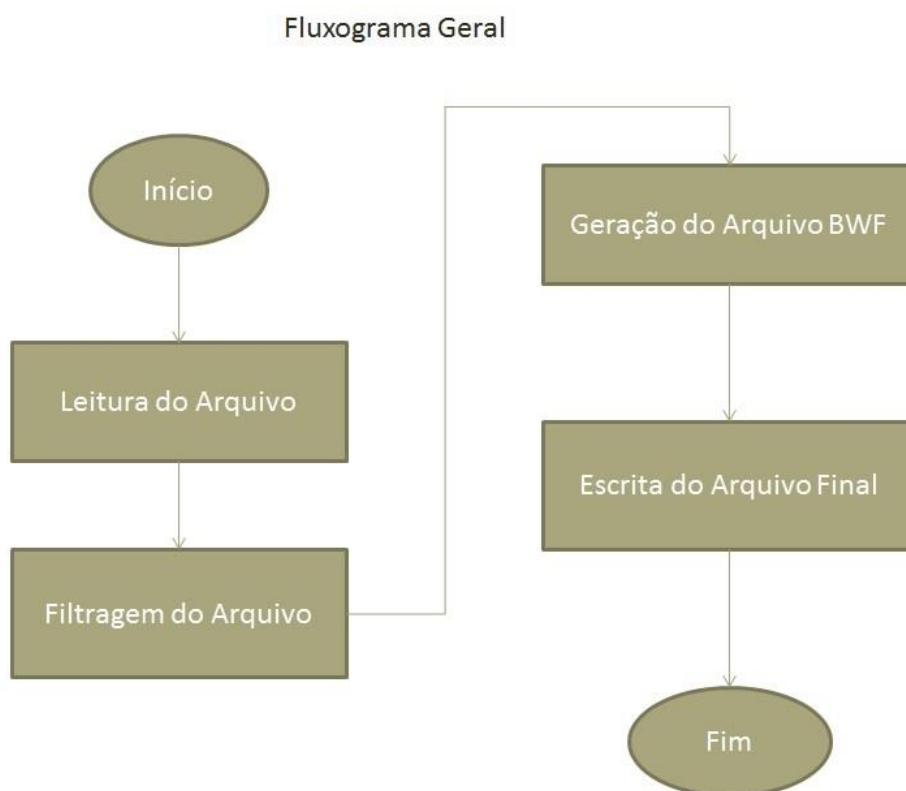 Fluxograma Geral
Início
Leitura do Arquivo
Filtragem do Arquivo
Geração do Arquivo BWF
Escrita do Arquivo Final
Fim